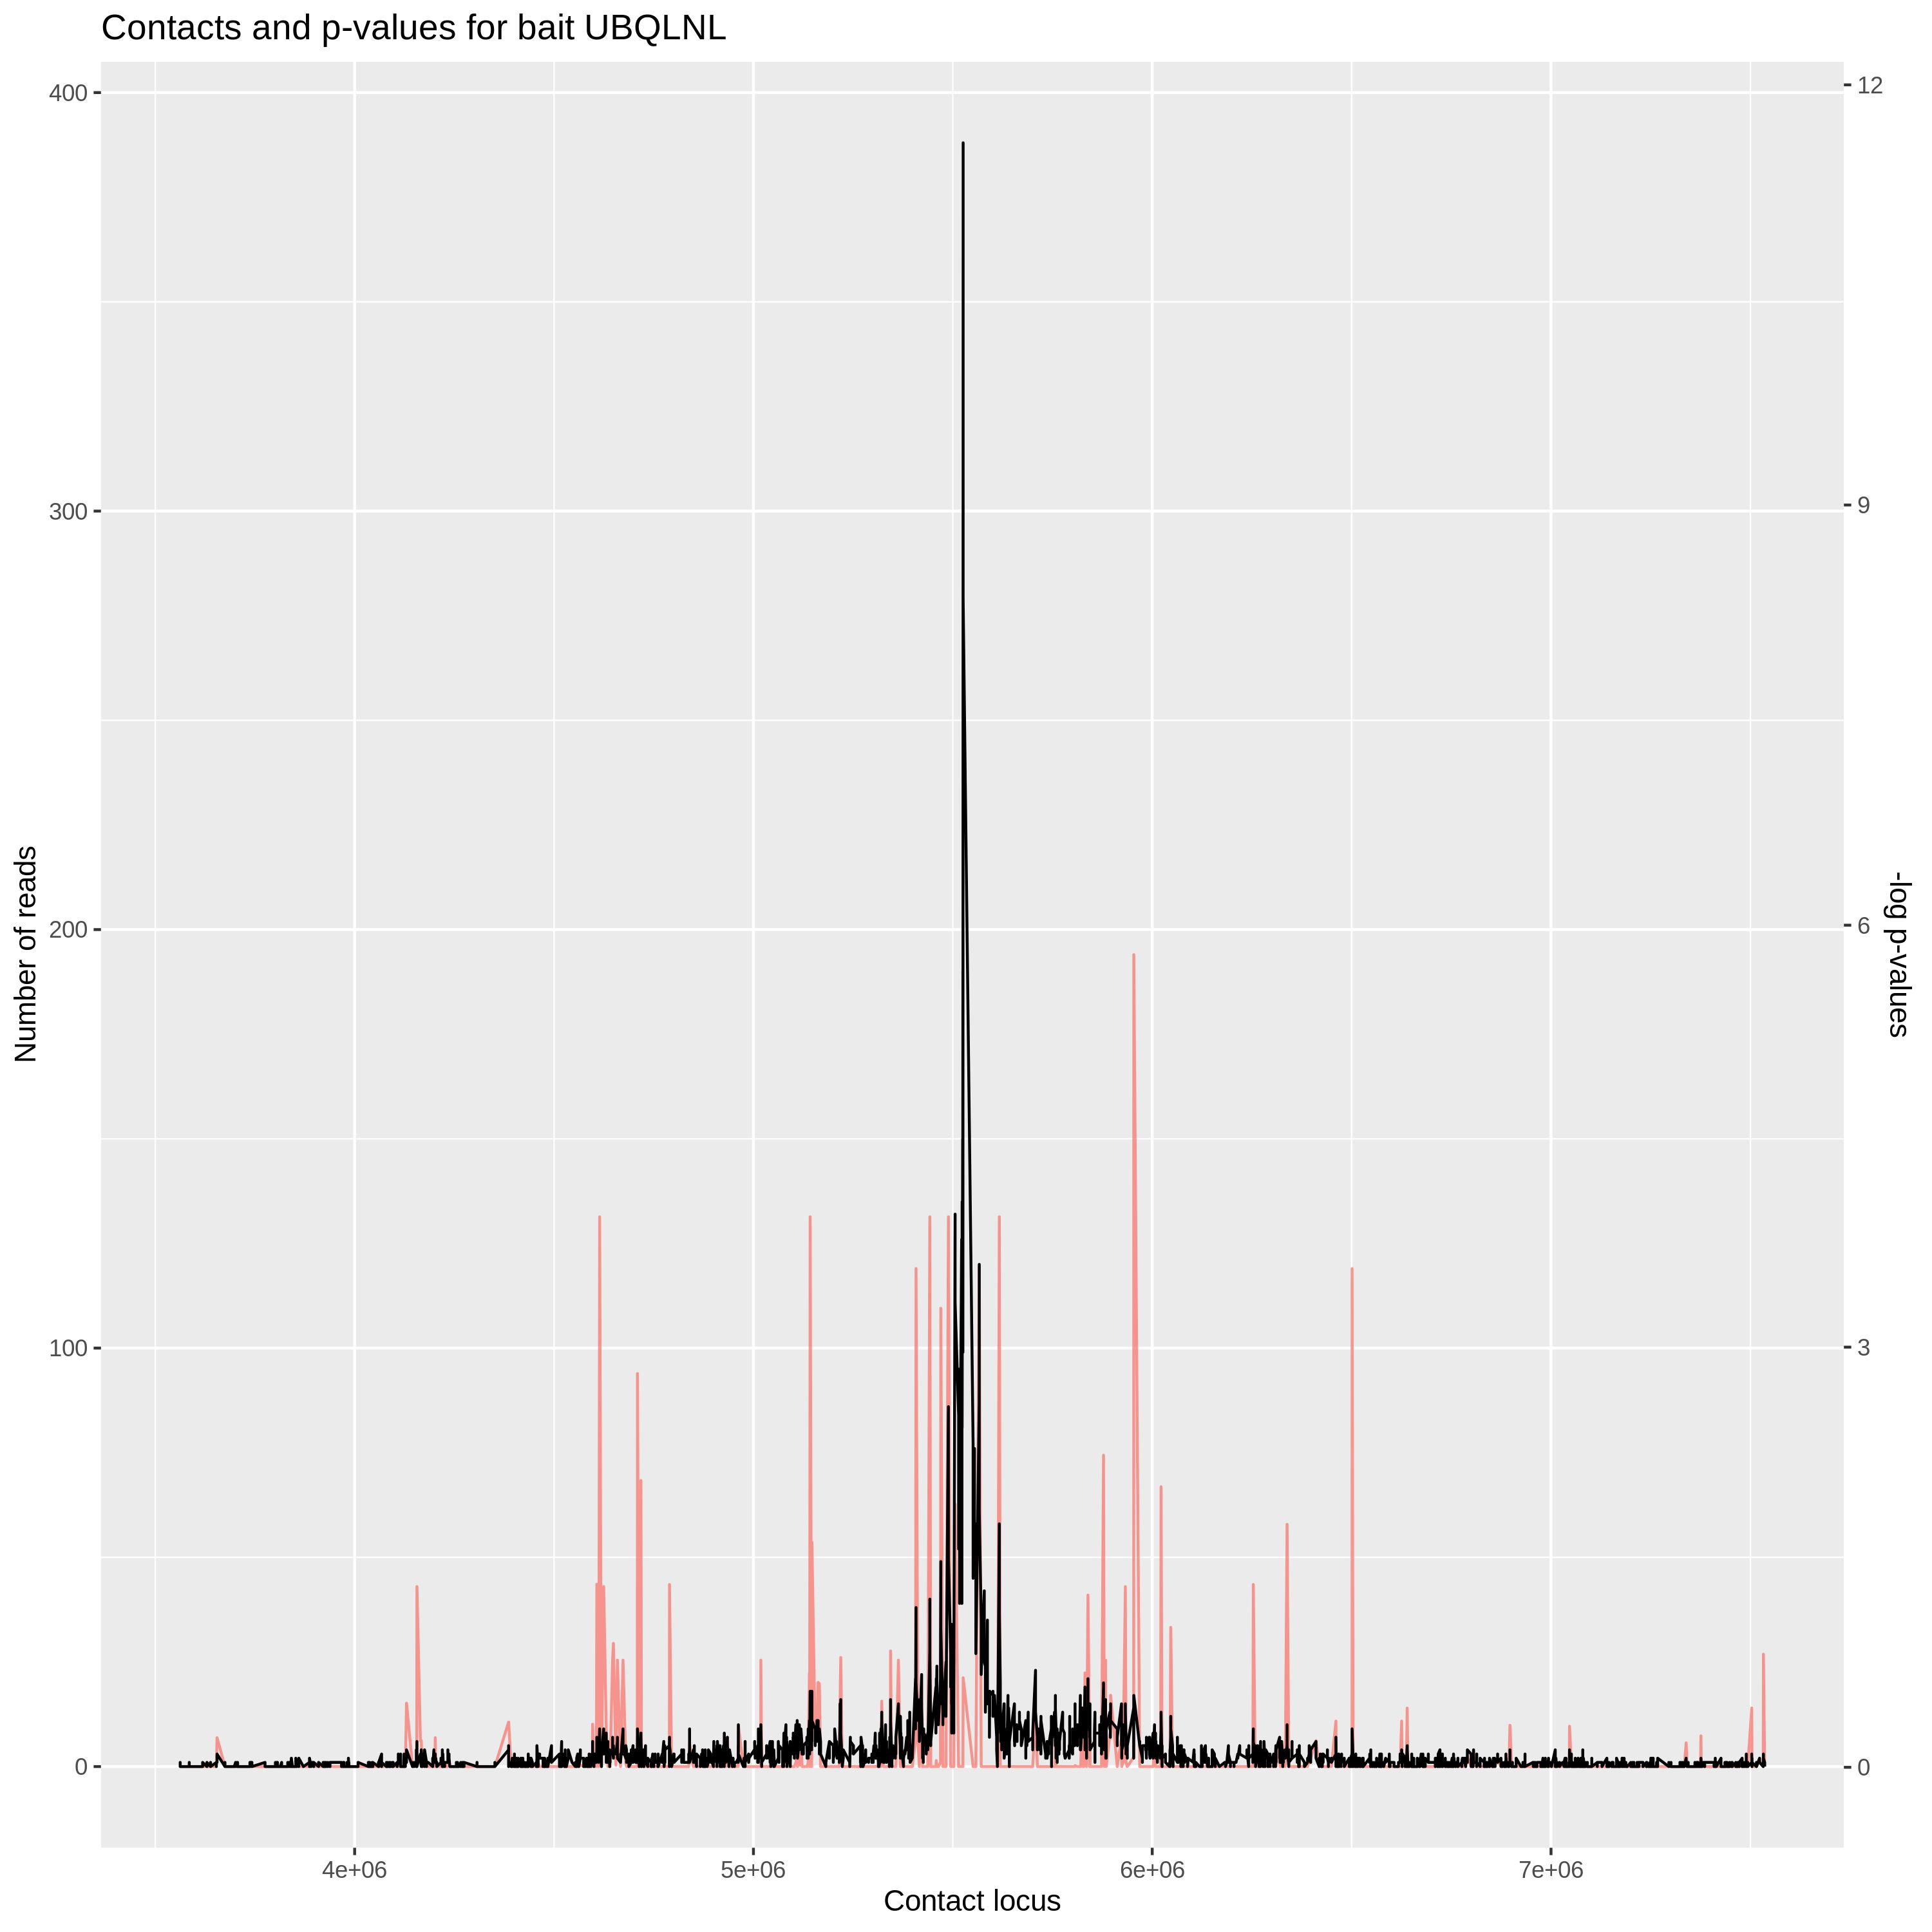 Contacts and p-values for bait UBQLNL
400
300
200
100
0
12
9
6
3
0
Number of reads
-log p-values
4e+06
5e+06
6e+06
7e+06
Contact locus